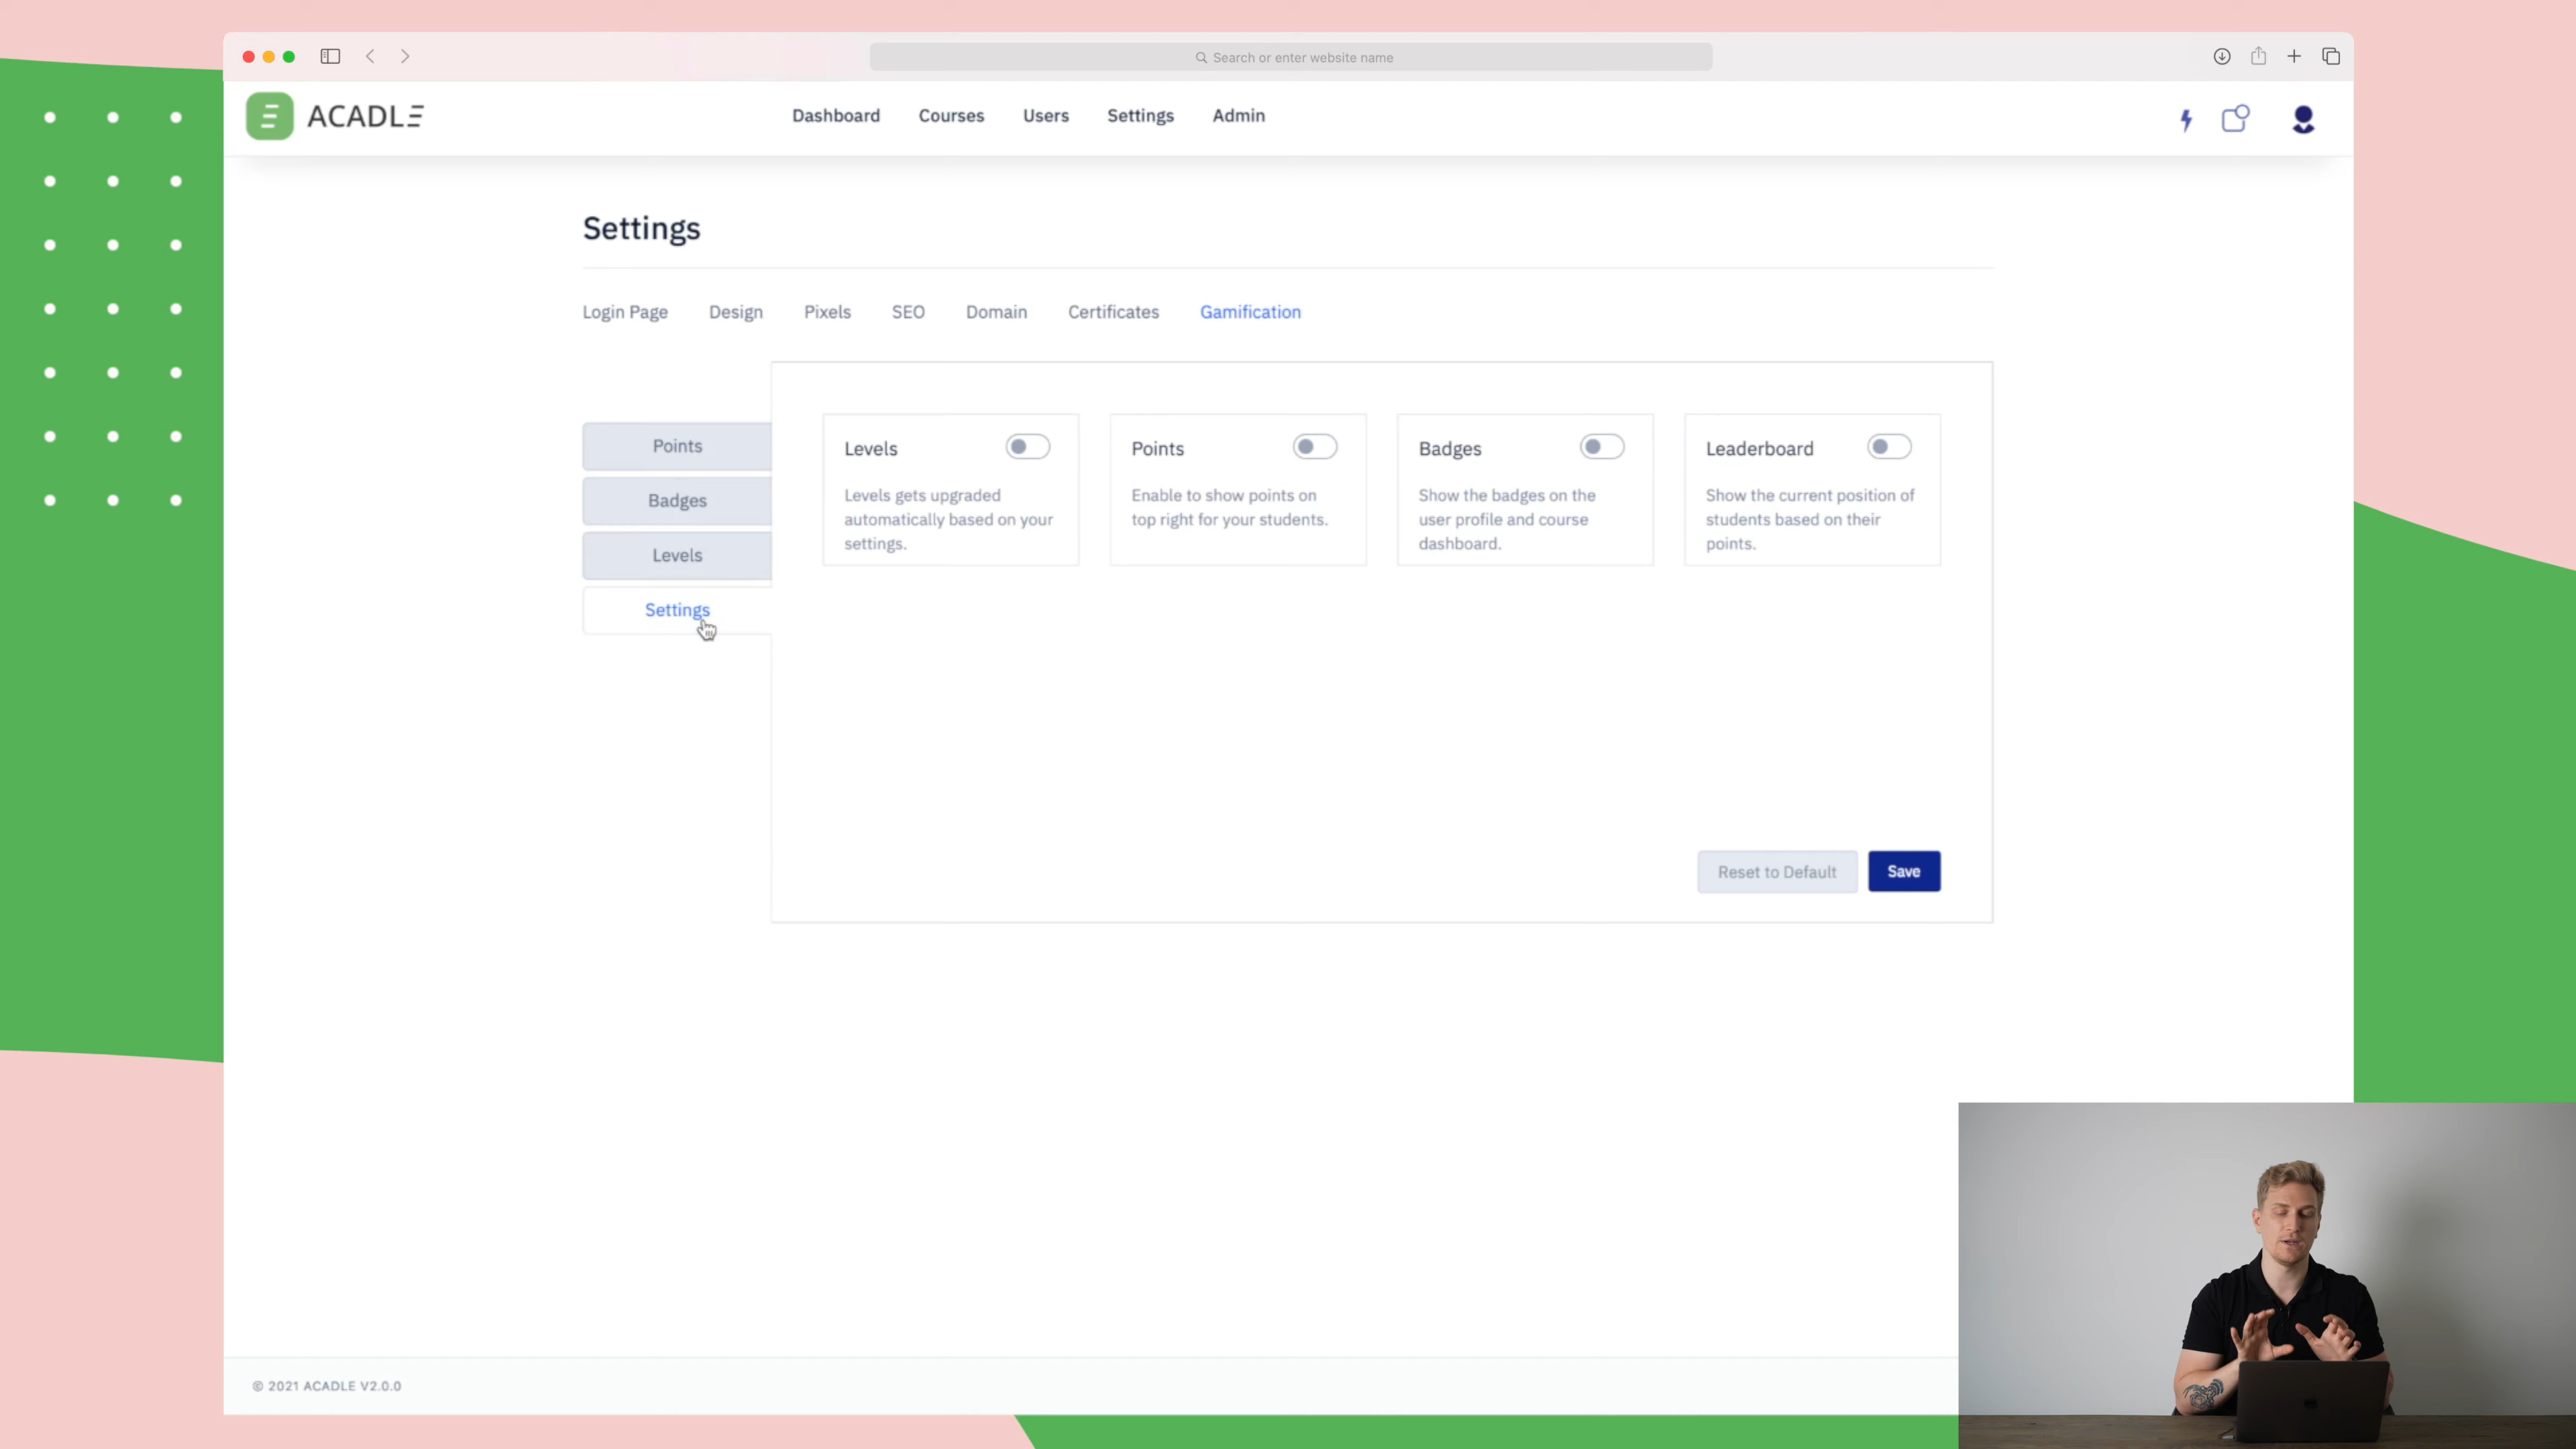 Search or enter website name
ACADLE
Dashboard Courses Users Settings Admin
Settings
Login Page Design Pixels SEO Domain Certificates Gamification
Points
Badges
Levels
Settings
Levels
Levels gets upgraded
automatically based on your
settings.
Points
Enable to show points on
top right for your students.
Badges
Show the badges on the
user profile and course
dashboard.
Leaderboard
Show the current position of
students based on their
points.
Reset to Default Save
© 2021 ACADLE V2.0.0